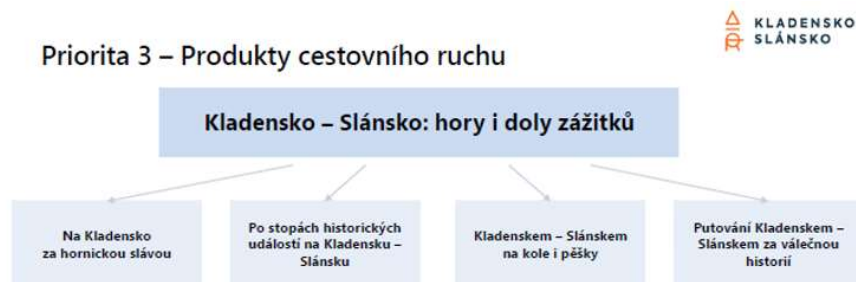 KLADENSKO
SLÁNSKO
Priorita 3 – Produkty cestovního ruchu
Kladensko – Slánsko: hory i doly zážitků
Na Kladensko
za hornickou slávou
Po stopách historických
událostí na Kladensku –
Slánsku
Kladenskem – Slánskem
na kole i pěšky
Putování Kladenskem –
Slánskem za válečnou
historií